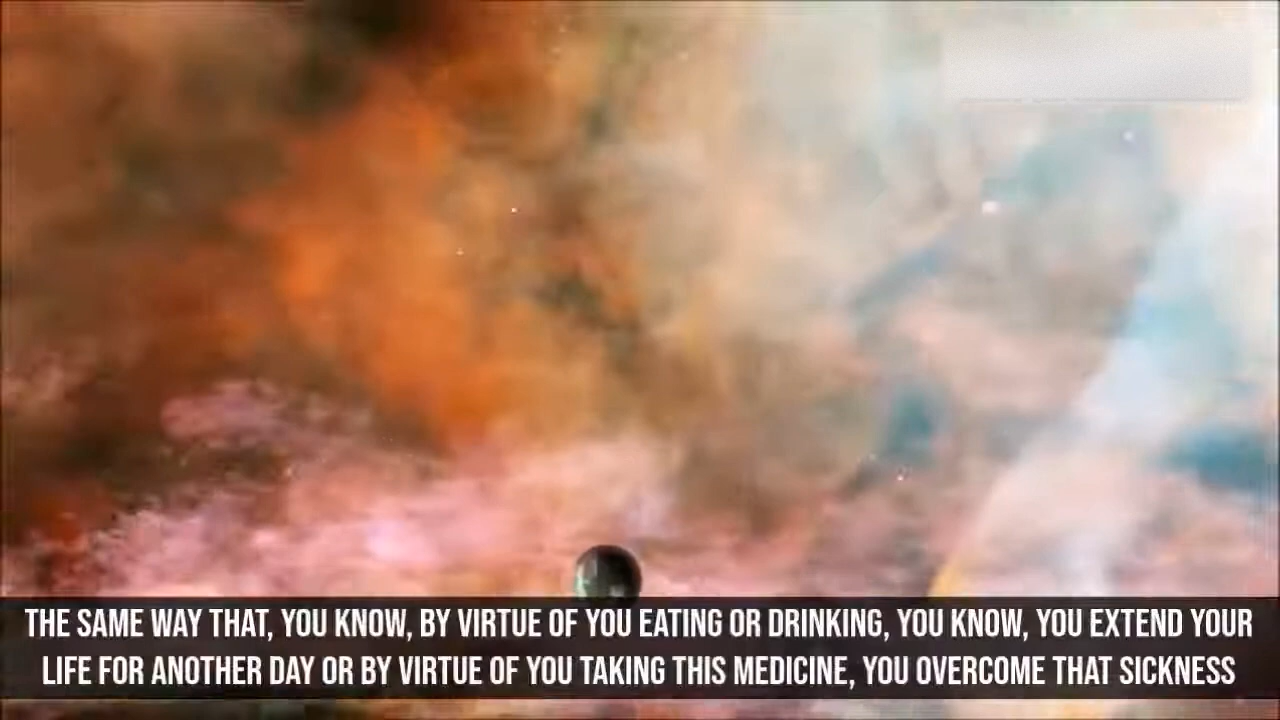 THE SAME WAY THAT, YOU KNOW, BY VIRTUE OF YOU EATING OR DRINKING, YOU KNOW, YOU EXTEND YOUR
LIFE FOR ANOTHER DAY OR BY VIRTUE OF YOU TAKING THIS MEDICINE, YOU OVERCOME THAT SICKNESS